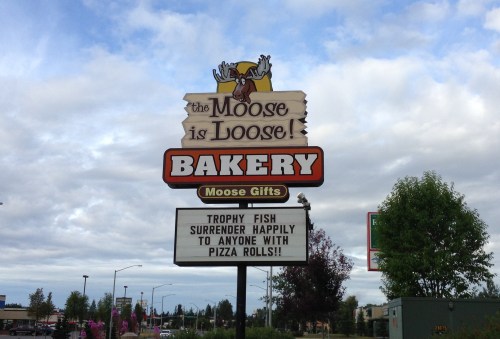 the Moose
is Loose!
BAKERY
Moose Gifts
TROPHY FISH
SURRENDER HAPPILY
TO ANYONE WITH
PIZZA ROLLS!!